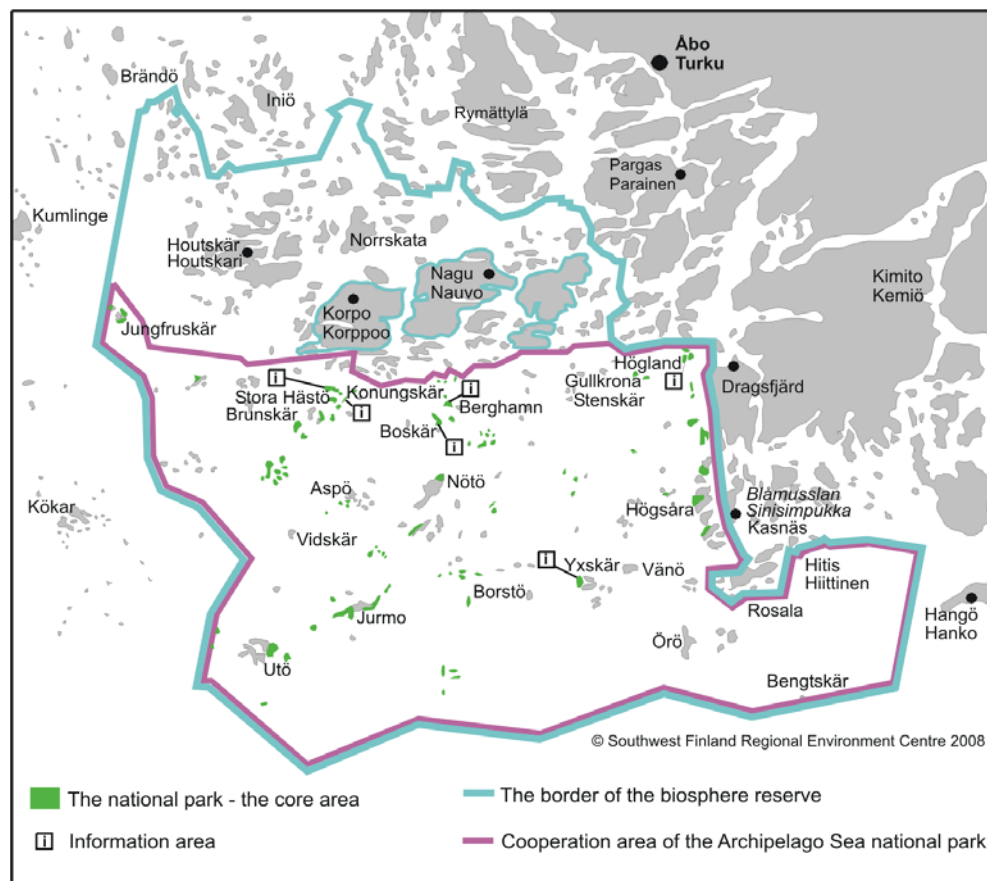 Åbo
Turku
Brändö
Iniö
Rymättylä
Pargas
Parainen
Kumlinge
Houtskär
Houtskari
Norrskata
Nagu
Nauvo
Kimito
Kemiö
Korpo
Korppoo
Jungfruskär
Högland
Gullkrona
Stenskär
Dragsfjärd
i
Stora Hästö
Konungskär
i
i
Brunskär
i
Berghamn
Boskär
i
Aspö
Nötö
Högsåra
Blåmusslan
Sinisimpukka
Kasnäs
Kökar
Vidskär
i
Yxskär
Vänö
Hitis
Hiittinen
Borstö
Jurmo
Rosala
Hangö
Hanko
Örö
Utö
Bengtskär
© Southwest Finland Regional Environment Centre 2008
The national park - the core area
The border of the biosphere reserve
i Information area
Cooperation area of the Archipelago Sea national park